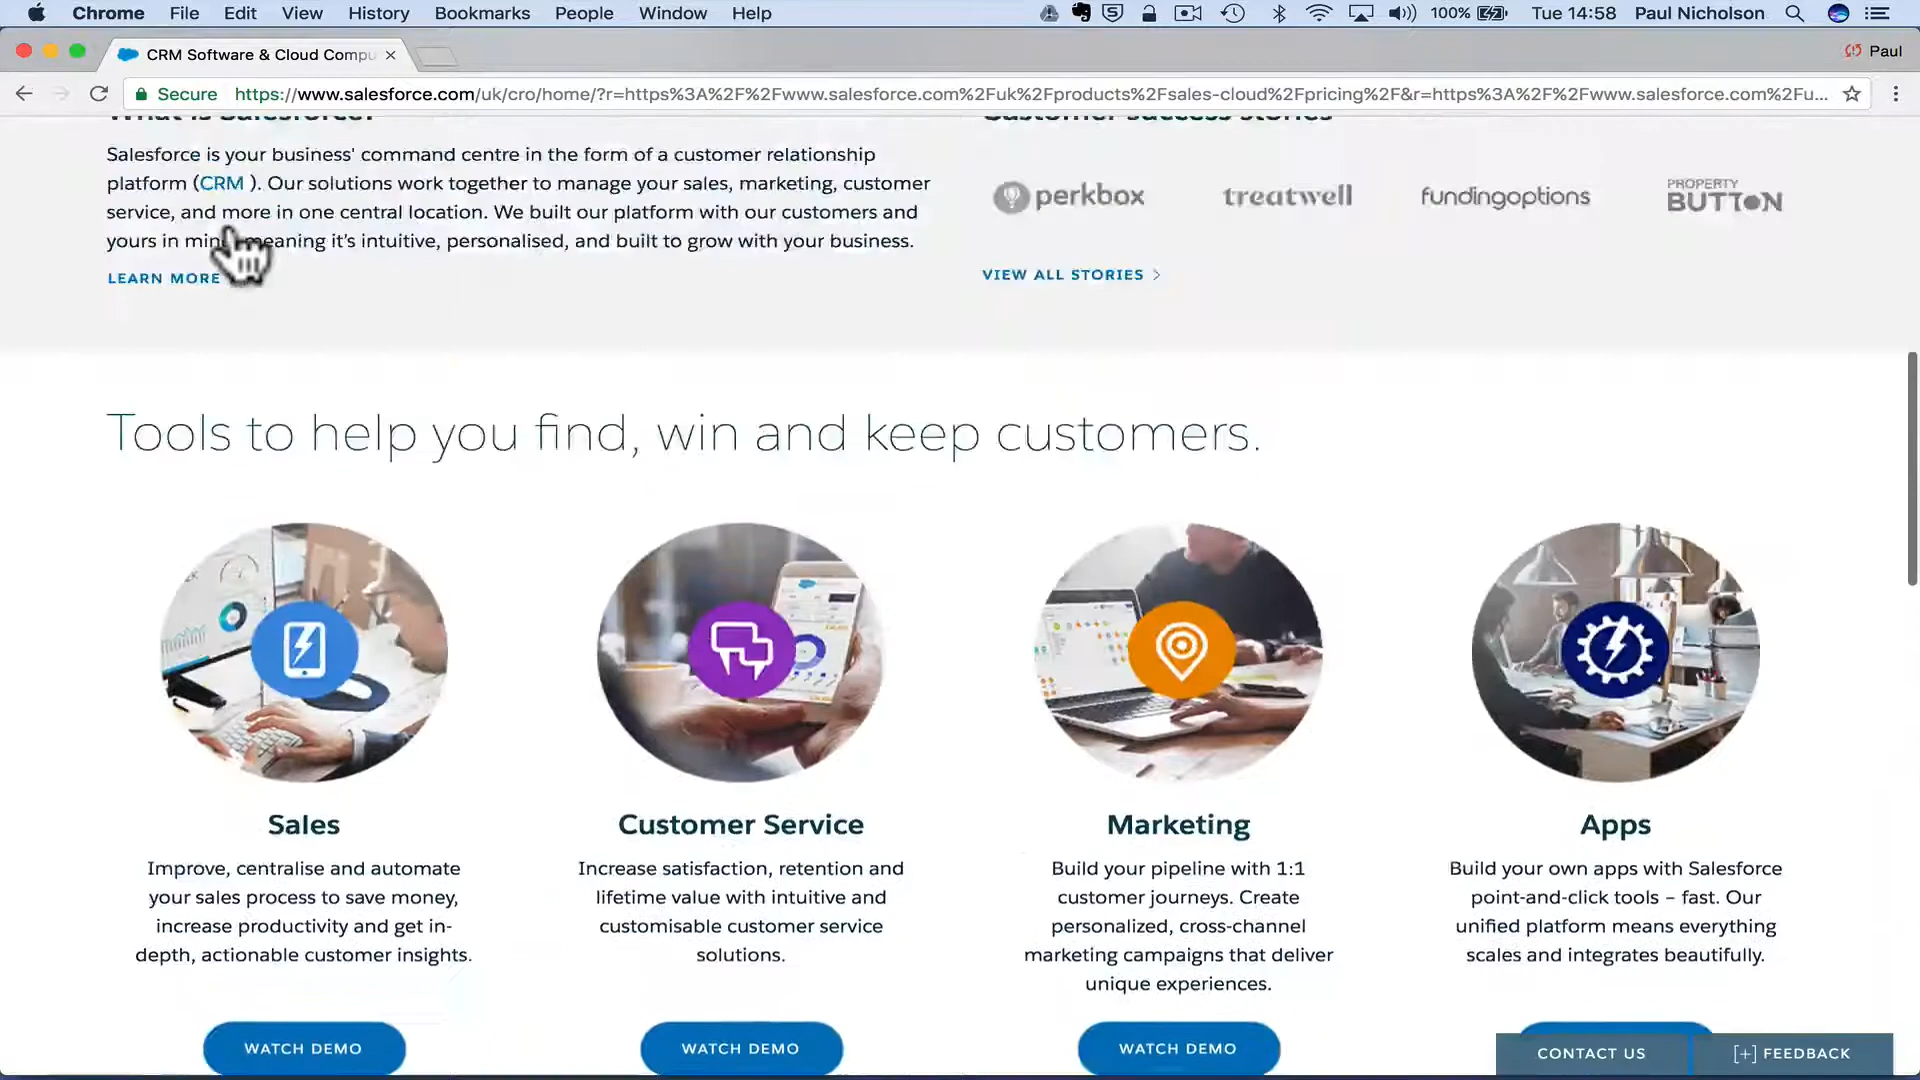 Chrome File Edit View History Bookmarks People Window Help 100% Tue 14:58 Paul Nicholson
CRM Software & Cloud Compu
Paul
Secure https://www.salesforce.com/uk/cro/home/?r=https%3A%2F%2Fwww.salesforce.com%2Fuk%2Fproducts%2Fsales-cloud%2Fpricing%2F&r=https%3A%2F%2Fwww.salesforce.com%2Fu...
What is Salesforce?
Salesforce is your business' command centre in the form of a customer relationship
platform (CRM ). Our solutions work together to manage your sales, marketing, customer
service, and more in one central location. We built our platform with our customers and
yours in mind, meaning it's intuitive, personalised, and built to grow with your business.
LEARN MORE
Customer success stories
perkbox
treatwell
fundingoptions
PROPERTY
BUTTON
VIEW ALL STORIES >
Tools to help you find, win and keep customers.
Sales
Improve, centralise and automate
your sales process to save money,
increase productivity and get in-
depth, actionable customer insights.
WATCH DEMO
Customer Service
Increase satisfaction, retention and
lifetime value with intuitive and
customisable customer service
solutions.
WATCH DEMO
Marketing
Build your pipeline with 1:1
customer journeys. Create
personalized, cross-channel
marketing campaigns that deliver
unique experiences.
WATCH DEMO
Apps
Build your own apps with Salesforce
point-and-click tools – fast. Our
unified platform means everything
scales and integrates beautifully.
CONTACT US
[+] FEEDBACK